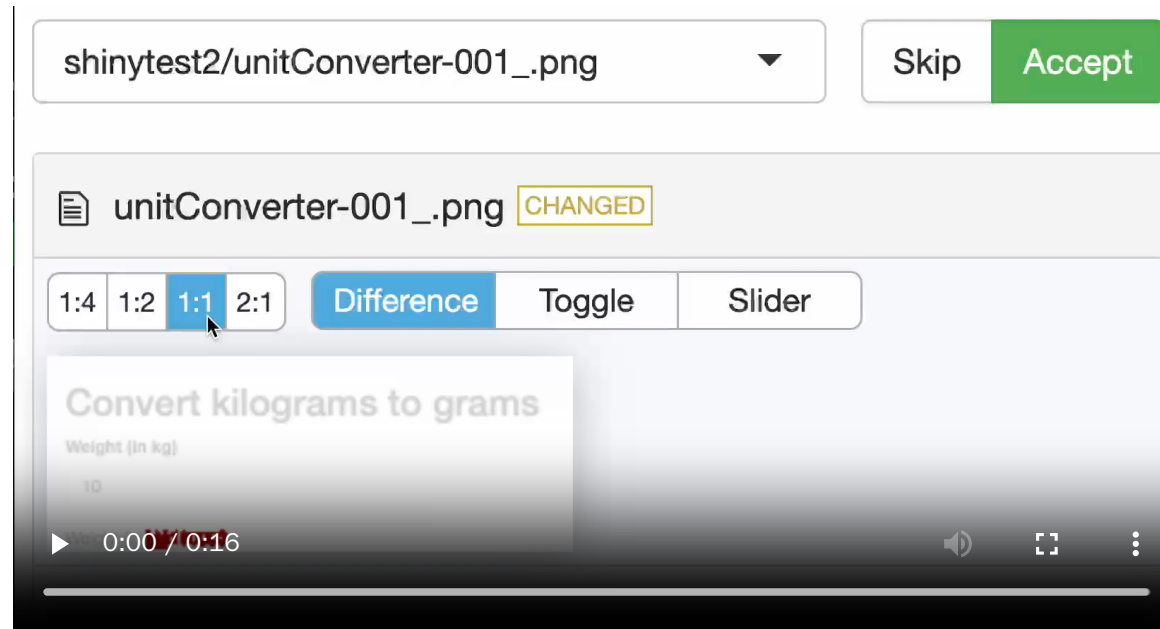 shinytest2/unitConverter-001_.png
Skip
Accept
unitConverter-001_.png CHANGED
1:4 1:2 1:1 2:1
Difference Toggle Slider
Convert kilograms to grams
Weight (in kg)
10
0:00 / 0:16